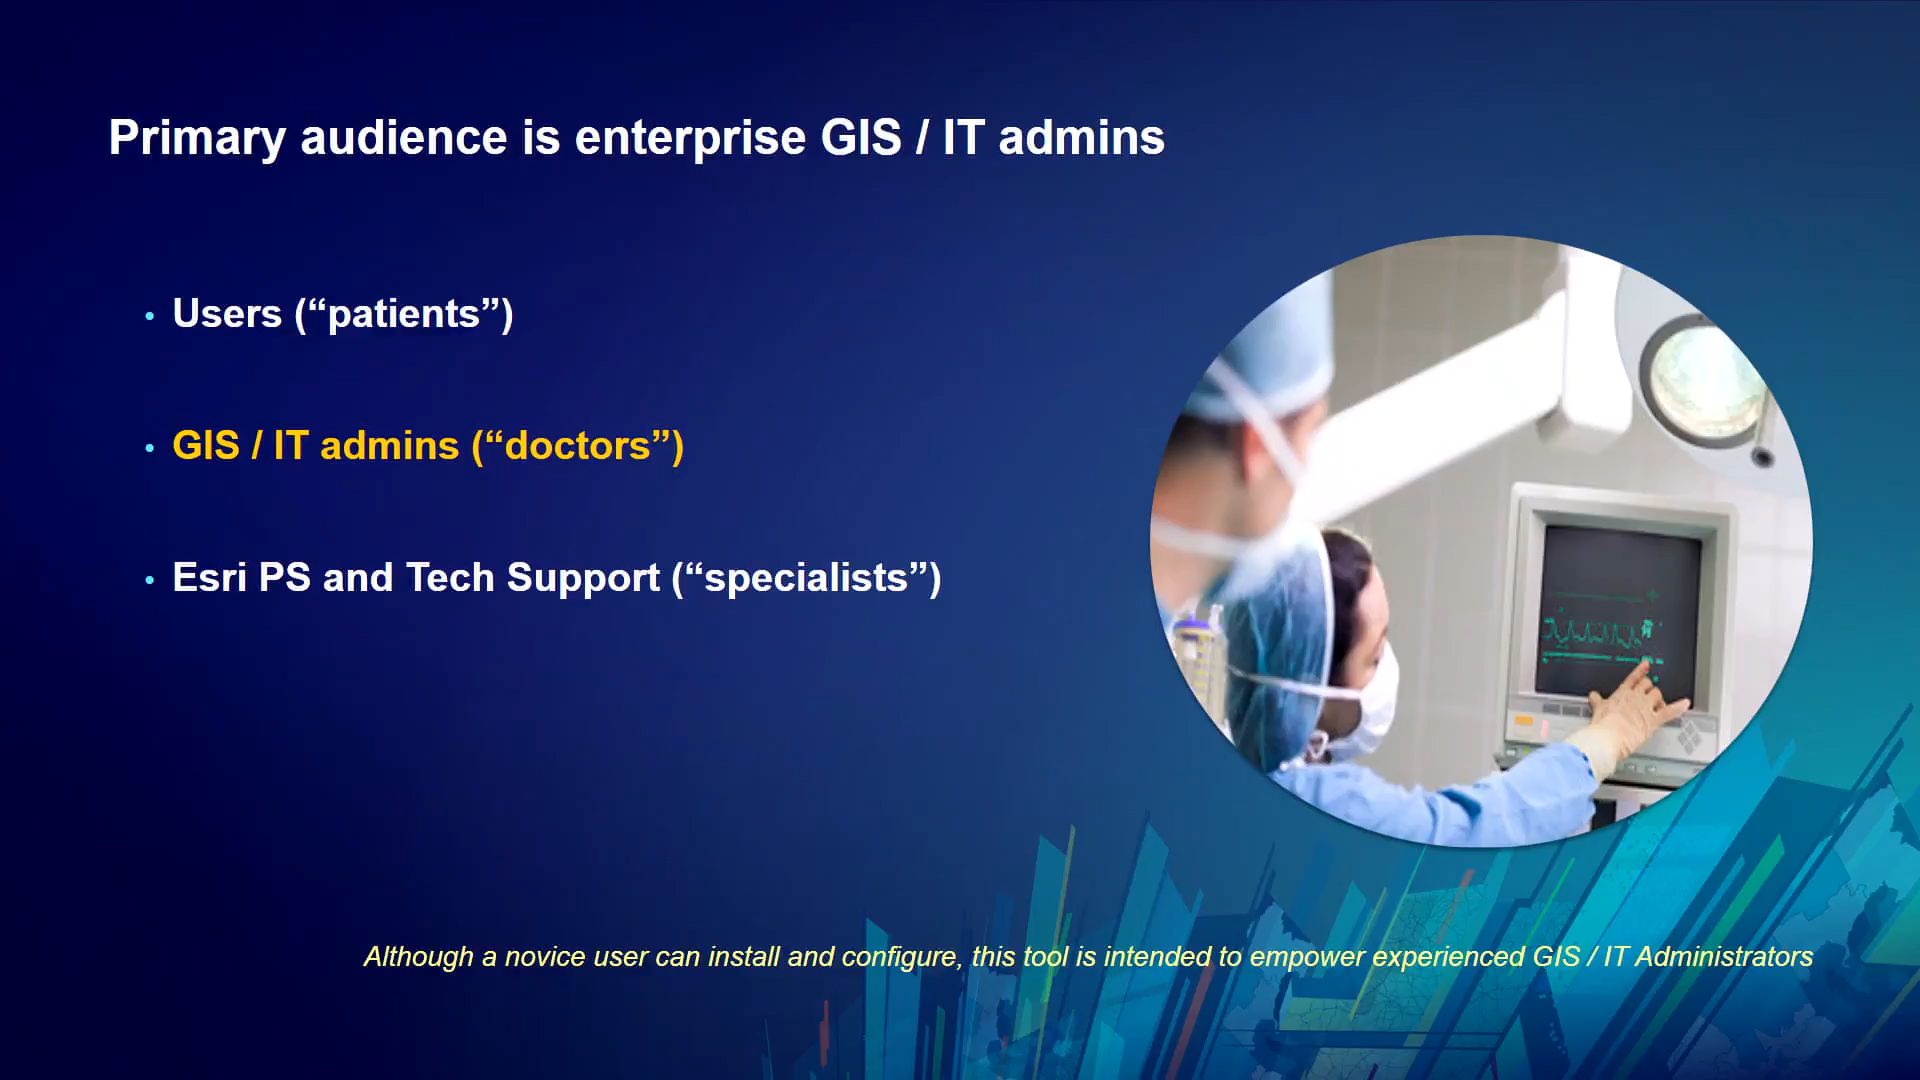 Primary audience is enterprise GIS / IT admins
• Users (“patients”)
• GIS / IT admins (“doctors”)
• Esri PS and Tech Support (“specialists”)
Although a novice user can install and configure, this tool is intended to empower experienced GIS / IT Administrators